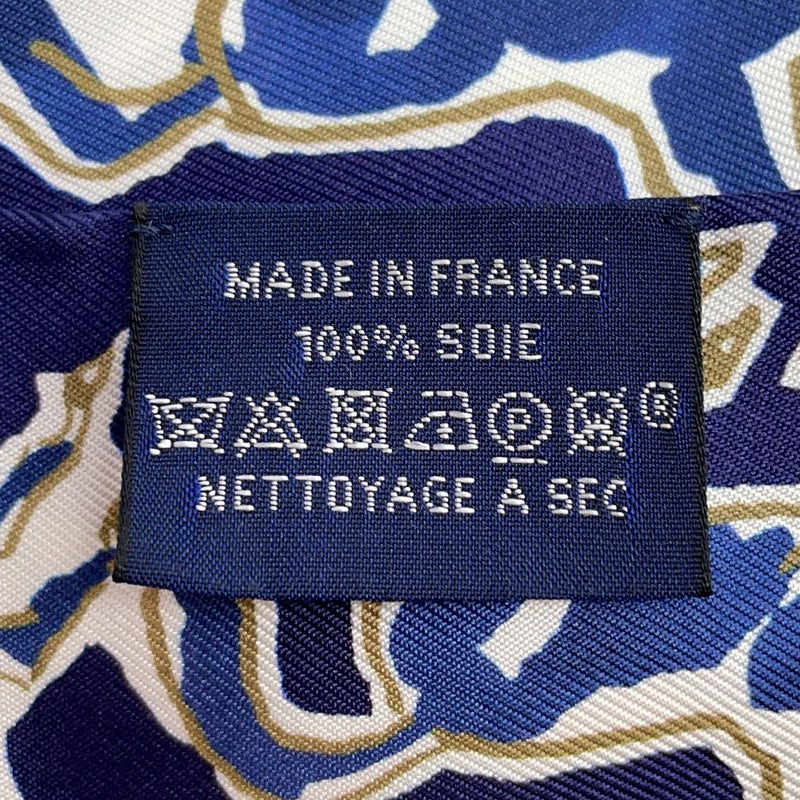 MADE IN FRANCE
100% SOIE
P W ®
NETTOYAGE A SEC